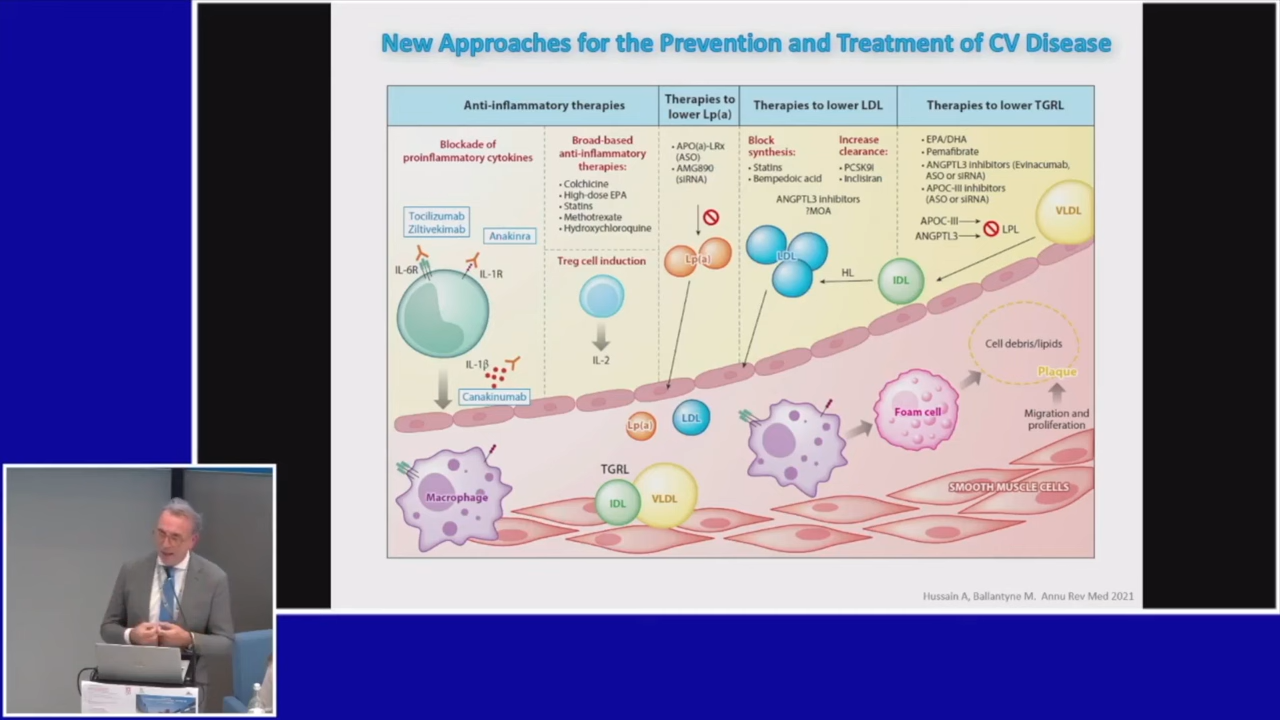 New Approaches for the Prevention and Treatment of CV Disease
Anti-inflammatory therapies
Therapies to
lower Lp(a)
Therapies to lower LDL
Therapies to lower TGRL
Blockade of
proinflammatory cytokines
Tocilizumab
Ziltivekimab
Anakinra
IL-6R
IL-1R
IL-1β
Canakinumab
Broad-based
anti-inflammatory
therapies:
• Colchicine
• High-dose EPA
• Statins
• Methotrexate
• Hydroxychloroquine
Treg cell induction
IL-2
• APO(a)-LRx
(ASO)
• AMG890
(siRNA)
Lp(a)
Block
synthesis:
• Statins
• Bempedoic acid
Increase
clearance:
• PCSK9i
• Inclisiran
ANGPTL3 inhibitors
?MOA
LDL
HL
IDL
• EPA/DHA
• Pemafibrate
• ANGPTL3 inhibitors (Evinacumab,
ASO or siRNA)
• APOC-III inhibitors
(ASO or siRNA)
APOC-III
ANGPTL3
LPL
VLDL
Cell debris/lipids
Plaque
Migration and
proliferation
Foam cell
Lp(a)
LDL
TGRL
IDL
VLDL
Macrophage
SMOOTH MUSCLE CELLS
Hussain A, Ballantyne M. Annu Rev Med 2021